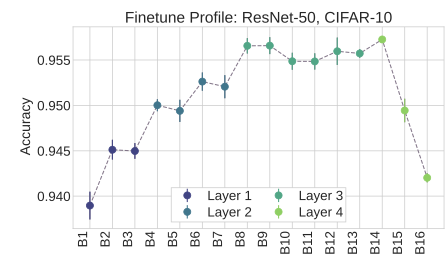 Finetune Profile: ResNet-50, CIFAR-10
Accuracy
0.955
0.950
0.945
0.940
Layer 1
Layer 3
Layer 2
Layer 4
B1
B2
B3
B4
B5
B6
B7
B8
B9
B10
B11
B12
B13
B14
B15
B16